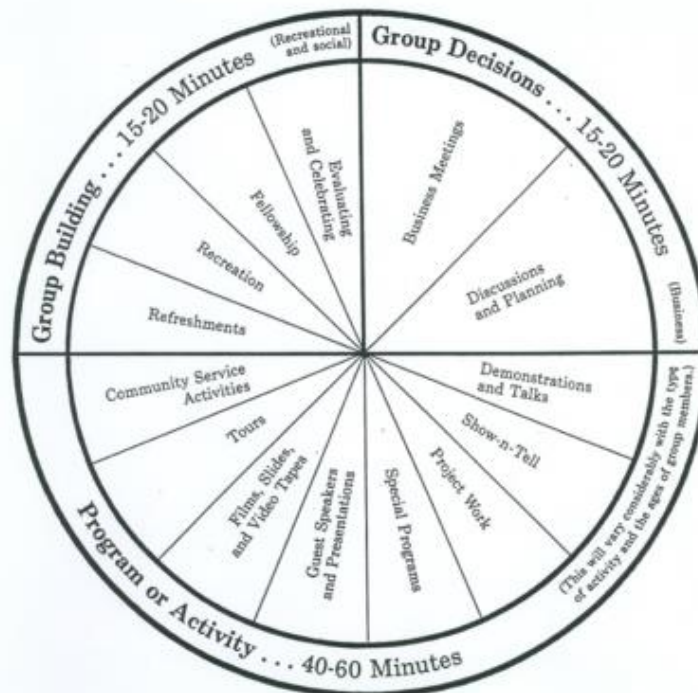 Group Building . . . 15-20 Minutes
(Recreational
and social)
Group Decisions . . . 15-20 Minutes
(Business)
Evaluating
and Celebrating
Fellowship
Recreation
Refreshments
Business Meetings
Discussions
and Planning
Demonstrations
and Talks
Show-n-Tell
Project Work
Special Programs
Guest Speakers
and Presentations
Films, Slides,
and Video Tapes
Tours
Community Service
Activities
Program or Activity . . . 40-60 Minutes
(This will vary considerably with the type
of activity and the ages of group members.)